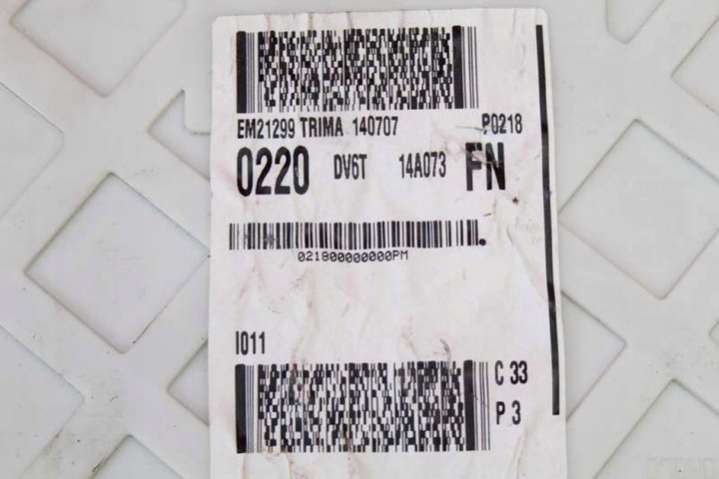 EM21299 TRIMA 140707 P0218
0220 DV6T 14A073 FN
021800000000PM
I011
C 33
P 3